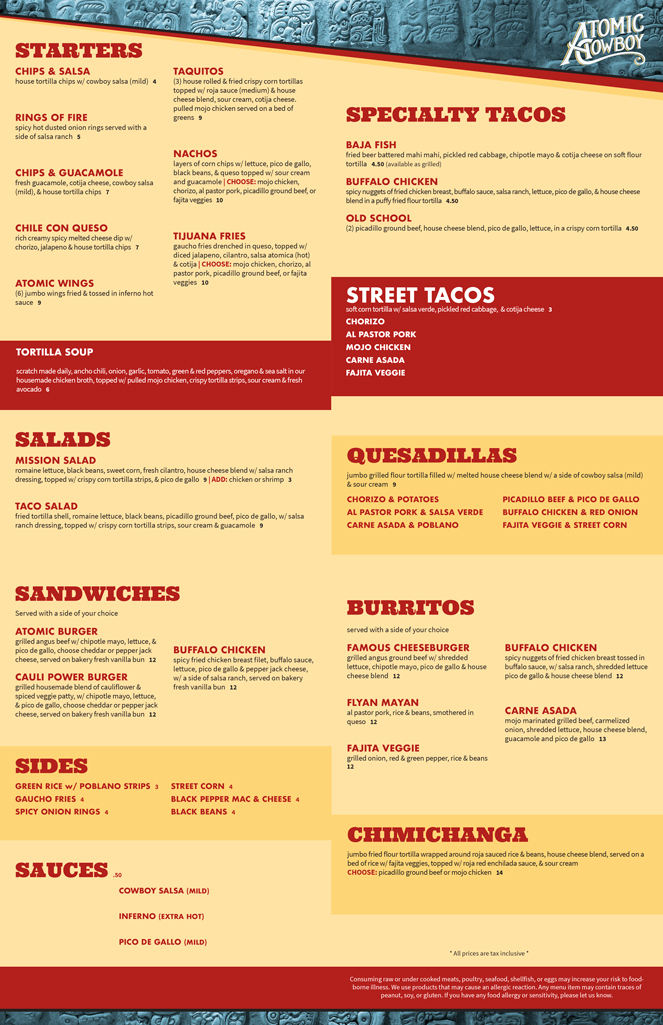 ATOMIC
COWBOY
STARTERS
CHIPS & SALSA
house tortilla chips w/ cowboy salsa (mild) 4
RINGS OF FIRE
spicy hot dusted onion rings served with a
side of salsa ranch 5
CHIPS & GUACAMOLE
fresh guacamole, cotija cheese, cowboy salsa
(mild), & house tortilla chips 7
CHILE CON QUESO
rich creamy spicy melted cheese dip w/
chorizo, jalapeno & house tortilla chips 7
ATOMIC WINGS
(6) jumbo wings fried & tossed in inferno hot
sauce 9
TAQUITOS
(3) house rolled & fried crispy corn tortillas
topped w/ roja sauce (medium) & house
cheese blend, sour cream, cotija cheese.
pulled mojo chicken served on a bed of
greens 9
NACHOS
layers of corn chips w/ lettuce, pico de gallo,
black beans, & queso topped w/ sour cream
and guacamole | CHOOSE: mojo chicken,
chorizo, al pastor pork, picadillo ground beef, or
fajita veggies 10
TIJUANA FRIES
gaucho fries drenched in queso, topped w/
diced jalapeno, cilantro, salsa atomica (hot)
& cotija | CHOOSE: mojo chicken, chorizo, al
pastor pork, picadillo ground beef, or fajita
veggies 10
TORTILLA SOUP
scratch made daily, ancho chili, onion, garlic, tomato, green & red peppers, oregano & sea salt in our
housemade chicken broth, topped w/ pulled mojo chicken, crispy tortilla strips, sour cream & fresh
avocado 6
SALADS
MISSION SALAD
romaine lettuce, black beans, sweet corn, fresh cilantro, house cheese blend w/ salsa ranch
dressing, topped w/ crispy corn tortilla strips, & pico de gallo 9 | ADD: chicken or shrimp 3
TACO SALAD
fried tortilla shell, romaine lettuce, black beans, picadillo ground beef, pico de gallo, w/ salsa
ranch dressing, topped w/ crispy corn tortilla strips, sour cream & guacamole 9
SANDWICHES
Served with a side of your choice
ATOMIC BURGER
grilled angus beef w/ chipotle mayo, lettuce, &
pico de gallo, choose cheddar or pepper jack
cheese, served on bakery fresh vanilla bun 12
CAULI POWER BURGER
grilled housemade blend of cauliflower &
spiced veggie patty, w/ chipotle mayo, lettuce,
& pico de gallo, choose cheddar or pepper jack
cheese, served on bakery fresh vanilla bun 12
BUFFALO CHICKEN
spicy fried chicken breast filet, buffalo sauce,
lettuce, pico de gallo & pepper jack cheese,
w/ a side of salsa ranch, served on bakery
fresh vanilla bun 12
SIDES
GREEN RICE w/ POBLANO STRIPS 3
GAUCHO FRIES 4
SPICY ONION RINGS 4
STREET CORN 4
BLACK PEPPER MAC & CHEESE 4
BLACK BEANS 4
SAUCES .50
COWBOY SALSA (MILD)
INFERNO (EXTRA HOT)
PICO DE GALLO (MILD)
SPECIALTY TACOS
BAJA FISH
fried beer battered mahi mahi, pickled red cabbage, chipotle mayo & cotija cheese on soft flour
tortilla 4.50 (available as grilled)
BUFFALO CHICKEN
spicy nuggets of fried chicken breast, buffalo sauce, salsa ranch, lettuce, pico de gallo, & house cheese
blend in a puffy fried flour tortilla 4.50
OLD SCHOOL
(2) picadillo ground beef, house cheese blend, pico de gallo, lettuce, in a crispy corn tortilla 4.50
STREET TACOS
soft corn tortilla w/ salsa verde, pickled red cabbage, & cotija cheese 3
CHORIZO
AL PASTOR PORK
MOJO CHICKEN
CARNE ASADA
FAJITA VEGGIE
QUESADILLAS
jumbo grilled flour tortilla filled w/ melted house cheese blend w/ a side of cowboy salsa (mild)
& sour cream 9
CHORIZO & POTATOES
AL PASTOR PORK & SALSA VERDE
CARNE ASADA & POBLANO
PICADILLO BEEF & PICO DE GALLO
BUFFALO CHICKEN & RED ONION
FAJITA VEGGIE & STREET CORN
BURRITOS
served with a side of your choice
FAMOUS CHEESEBURGER
grilled angus ground beef w/ shredded
lettuce, chipotle mayo, pico de gallo & house
cheese blend 12
FLYAN MAYAN
al pastor pork, rice & beans, smothered in
queso 12
FAJITA VEGGIE
grilled onion, red & green pepper, rice & beans
12
BUFFALO CHICKEN
spicy nuggets of fried chicken breast tossed in
buffalo sauce, w/ salsa ranch, shredded lettuce
pico de gallo & house cheese blend 12
CARNE ASADA
mojo marinated grilled beef, carmelized
onion, shredded lettuce, house cheese blend,
guacamole and pico de gallo 13
CHIMICHANGA
jumbo fried flour tortilla wrapped around roja sauced rice & beans, house cheese blend, served on a
bed of rice w/ fajita veggies, topped w/ roja red enchilada sauce, & sour cream
CHOOSE: picadillo ground beef or mojo chicken 14
* All prices are tax inclusive *
Consuming raw or under cooked meats, poultry, seafood, shellfish, or eggs may increase your risk to food-
borne illness. We use products that may cause an allergic reaction. Any menu item may contain traces of
peanut, soy, or gluten. If you have any food allergy or sensitivity, please let us know.